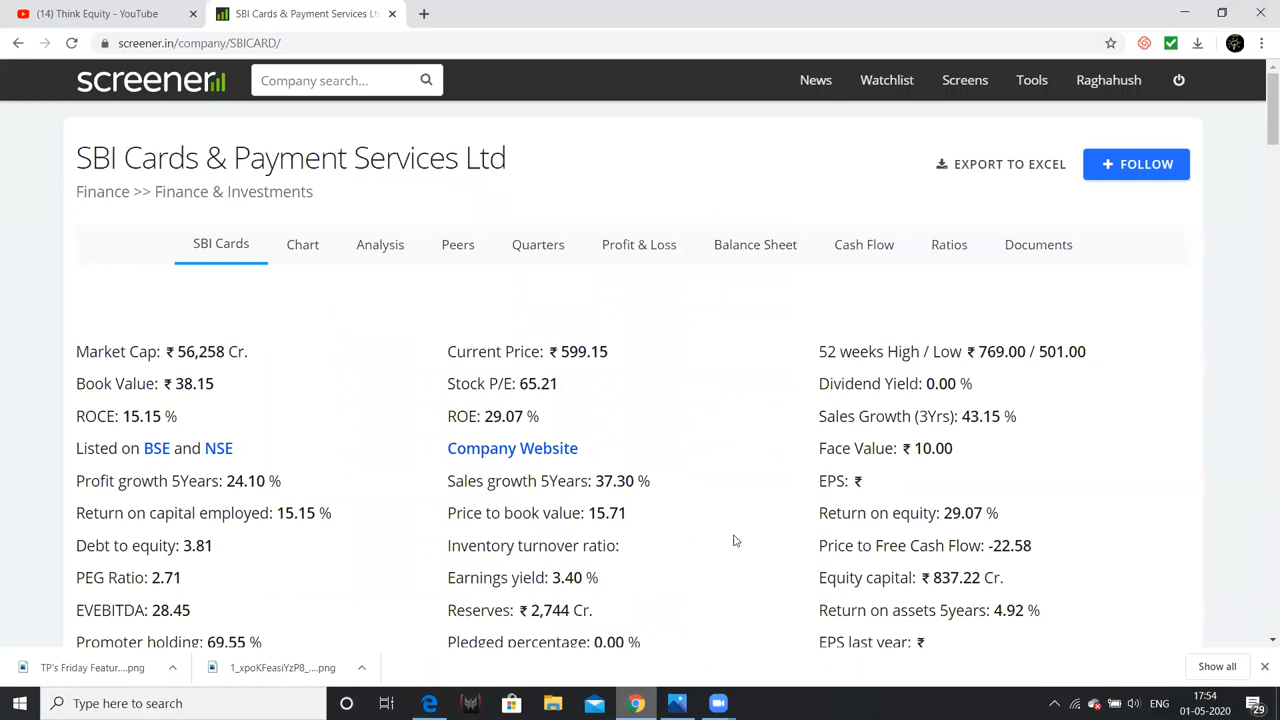 (14) Think Equity - YouTube
SBI Cards & Payment Services Lt
screener.in/company/SBICARD/
screener
Company search...
News Watchlist Screens Tools Raghahush
SBI Cards & Payment Services Ltd
EXPORT TO EXCEL
+ FOLLOW
Finance >> Finance & Investments
SBI Cards Chart Analysis Peers Quarters Profit & Loss Balance Sheet Cash Flow Ratios Documents
Market Cap: ₹ 56,258 Cr. Current Price: ₹ 599.15 52 weeks High / Low ₹ 769.00 / 501.00
Book Value: ₹ 38.15 Stock P/E: 65.21 Dividend Yield: 0.00 %
ROCE: 15.15 % ROE: 29.07 % Sales Growth (3Yrs): 43.15 %
Listed on BSE and NSE Company Website Face Value: ₹ 10.00
Profit growth 5Years: 24.10 % Sales growth 5Years: 37.30 % EPS: ₹
Return on capital employed: 15.15 % Price to book value: 15.71 Return on equity: 29.07 %
Debt to equity: 3.81 Inventory turnover ratio: Price to Free Cash Flow: -22.58
PEG Ratio: 2.71 Earnings yield: 3.40 % Equity capital: ₹ 837.22 Cr.
EVEBITDA: 28.45 Reserves: ₹ 2,744 Cr. Return on assets 5years: 4.92 %
Promoter holding: 69.55 % Pledged percentage: 0.00 % EPS last year: ₹
TP's Friday Featur....png 1_xpoKFeasiYzP8_....png Show all
Type here to search
ENG
17:54
01-05-2020
29